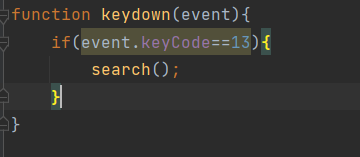 function keydown(event){
    if(event.keyCode==13){
        search();
    }
}